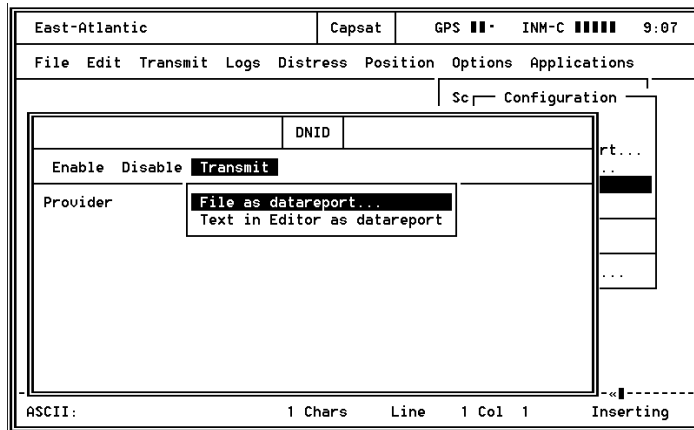 East-Atlantic Capsat GPS INM-C 9:07
File Edit Transmit Logs Distress Position Options Applications
Sc Configuration
DNID
rt...
Enable Disable Transmit
..
Provider
File as datareport...
Text in Editor as datareport
...
ASCII: 1 Chars Line 1 Col 1 Inserting